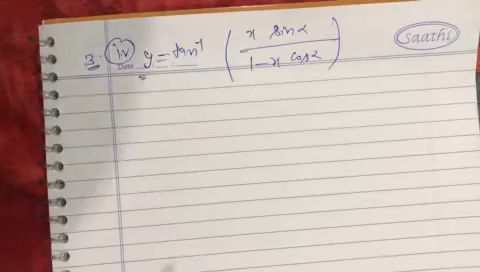 3. (iv) y = tan⁻¹ (x sinα / 1-x cosα)
Date
saathi